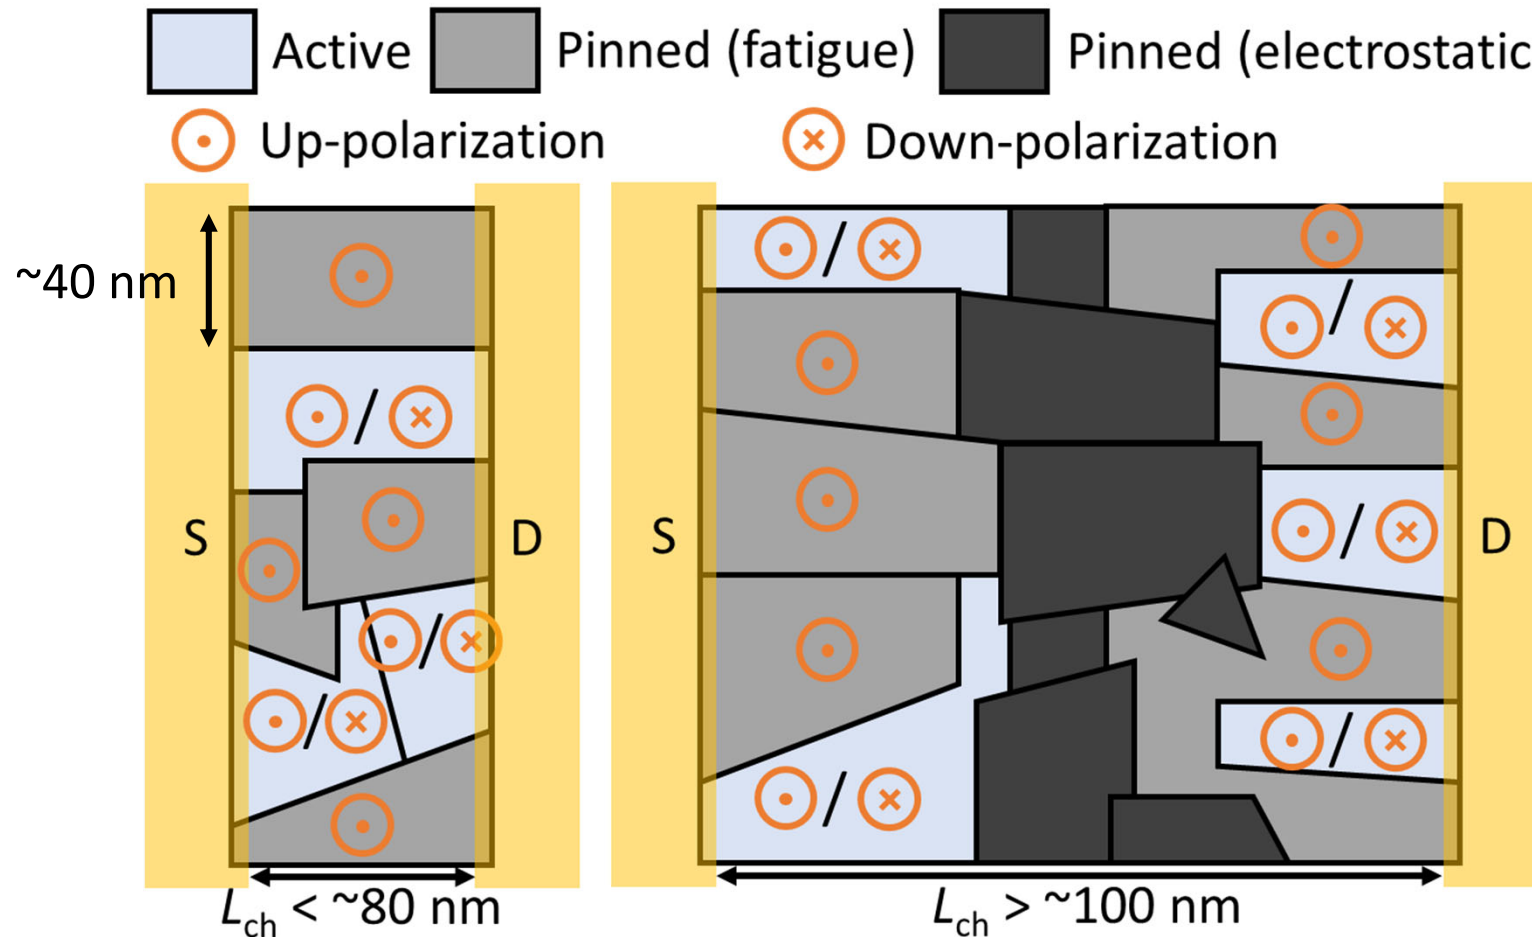 Active Pinned (fatigue) Pinned (electrostatic
Up-polarization Down-polarization
~40 nm
S D S D
Lch < ~80 nm Lch > ~100 nm